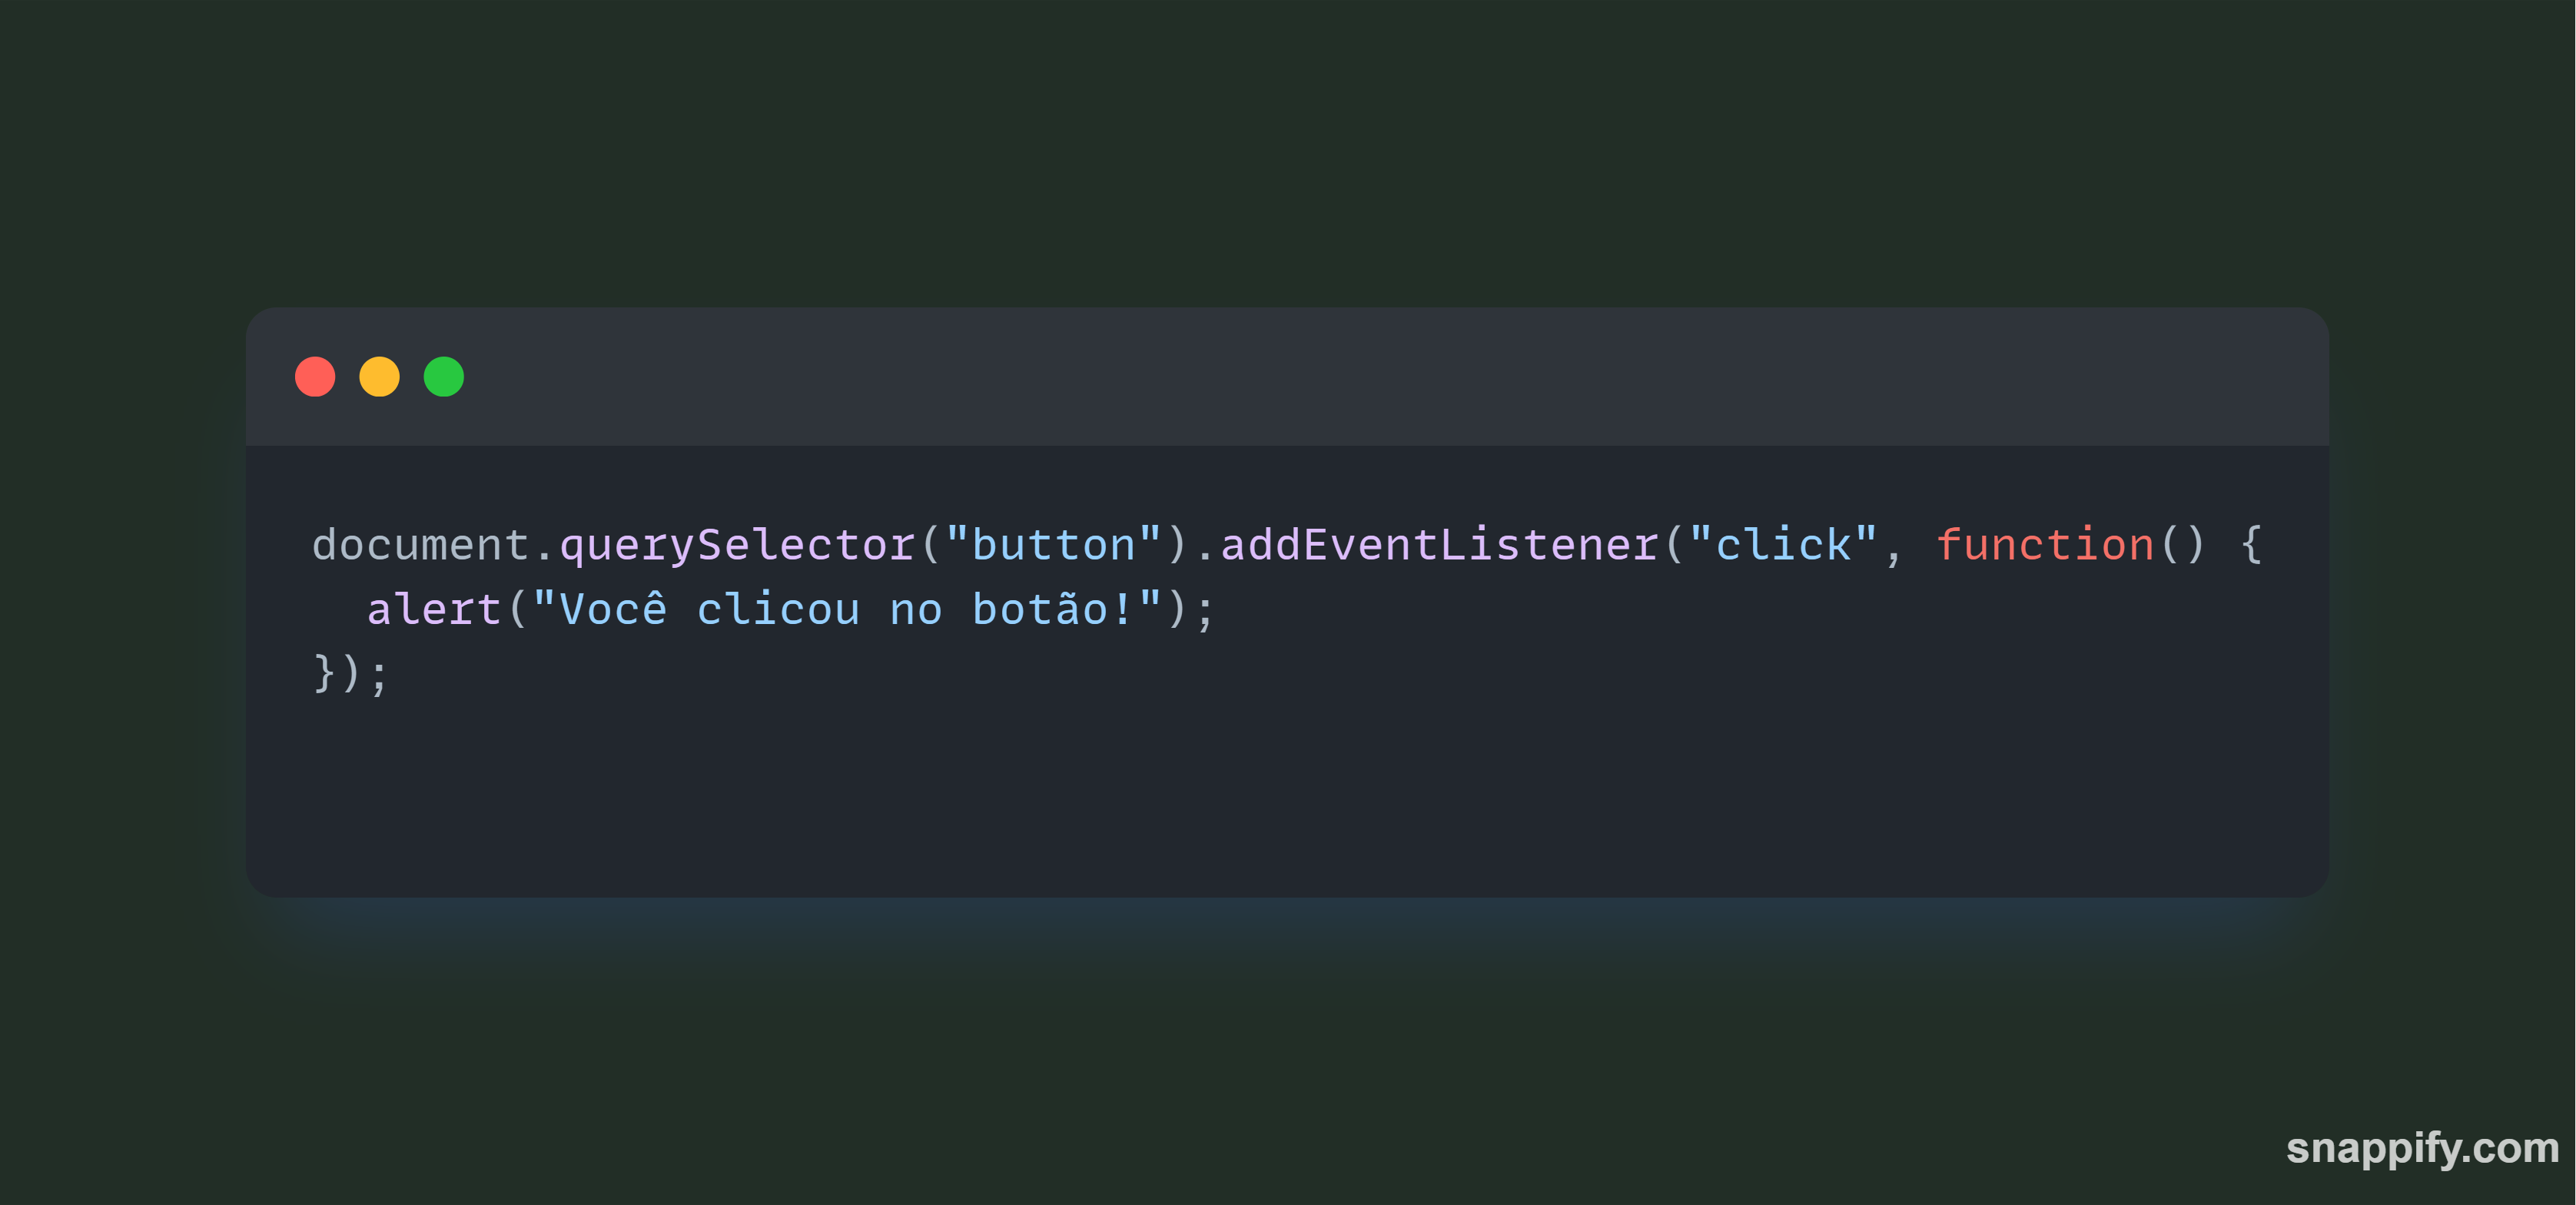 document.querySelector("button").addEventListener("click", function() {
  alert("Você clicou no botão!");
});
snappify.com